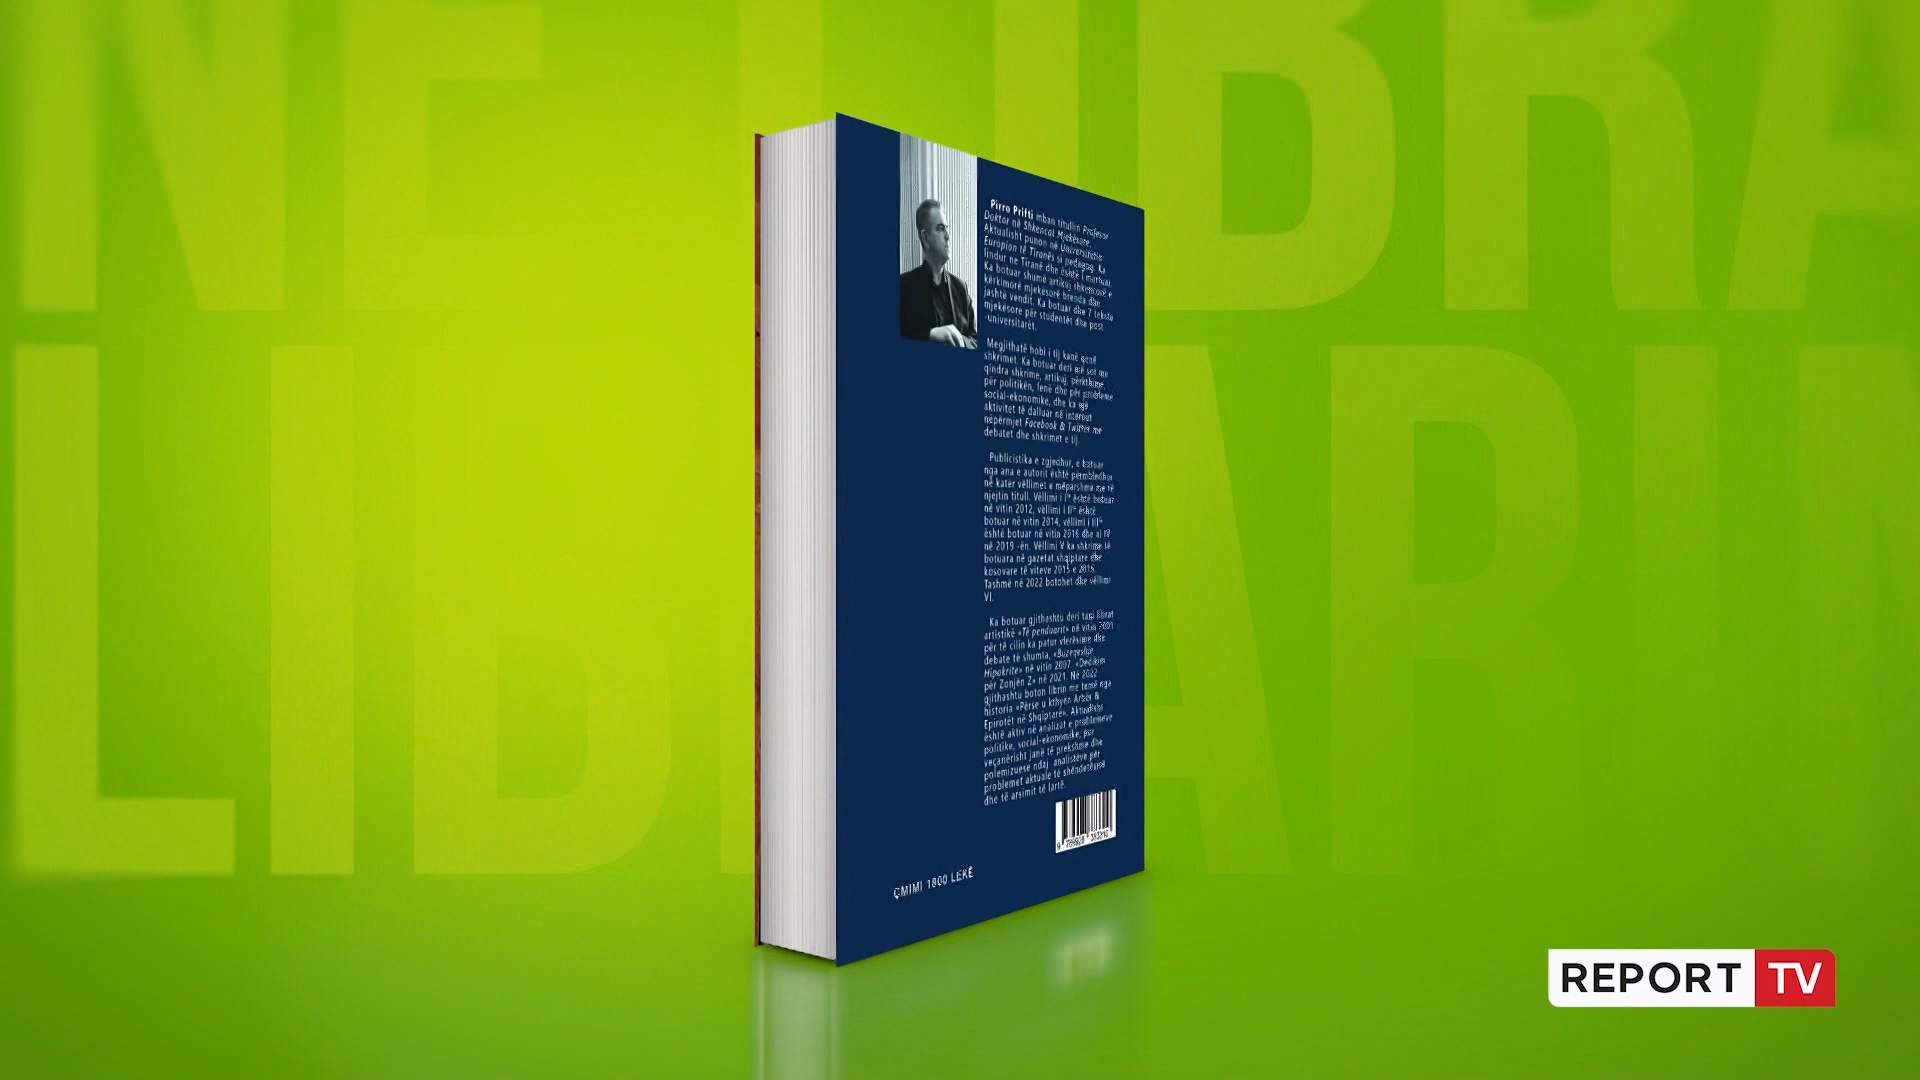 NË LIBRA
LIBRARI
Pirro Prifti mban titullin Profesor
Doktor në Shkencat Mjekësore.
Aktualisht punon në Universitetin
Europian të Tiranës si pedagog. Ka
lindur ne Tiranë dhe është i martuar.
Ka botuar shumë artikuj shkencorë e
kërkimorë mjekësorë brenda dhe
jashtë vendit. Ka botuar dhe 7 tekste
mjekësore për studentët dhe post
-universitarët.
Megjithatë hobi i tij kanë qenë
shkrimet. Ka botuar deri më sot me
qindra shkrime, artikuj, përkthime,
për politikën, fenë dhe për probleme
social-ekonomike, dhe ka një
aktivitet të dalluar në internet
nëpërmjet Facebook & Twitter me
debatet dhe shkrimet e tij.
Publicistika e zgjedhur, e botuar
nga ana e autorit është përmbledhur
në katër vëllimet e mëparshme me të
njejtin titull. Vëllimi i Irë është botuar
në vitin 2012, vëllimi i IItë është
botuar në vitin 2014, vëllimi i IIItë
është botuar në vitin 2016 dhe ai IV
në 2019 -ën. Vëllimi V ka shkrime të
botuara në gazetat shqiptare dhe
kosovare të viteve 2015 e 2016.
Tashmë në 2022 botohet dhe vëllimi
VI.
Ka botuar gjithashtu deri tani librat
artistikë «Të penduarit» në vitin 2001
për të cilin ka patur vlerësime dhe
debate të shumta, «Buzëqeshje
Hipokrite» në vitin 2007. «Dedikim
për Zonjën Z» në 2021. Në 2022
gjithashtu boton librin me temë nga
historia «Përse u kthyen Arbër &
Epirotët në Shqiptarë». Aktualisht
është aktiv në analizat e problemeve
politike, social-ekonomike, por
veçanërisht janë të prekshme dhe
polemizuese ndaj analistëve për
problemet aktuale të shëndetësisë
dhe të arsimit të lartë.
ÇMIMI 1800 LEKË
REPORT TV